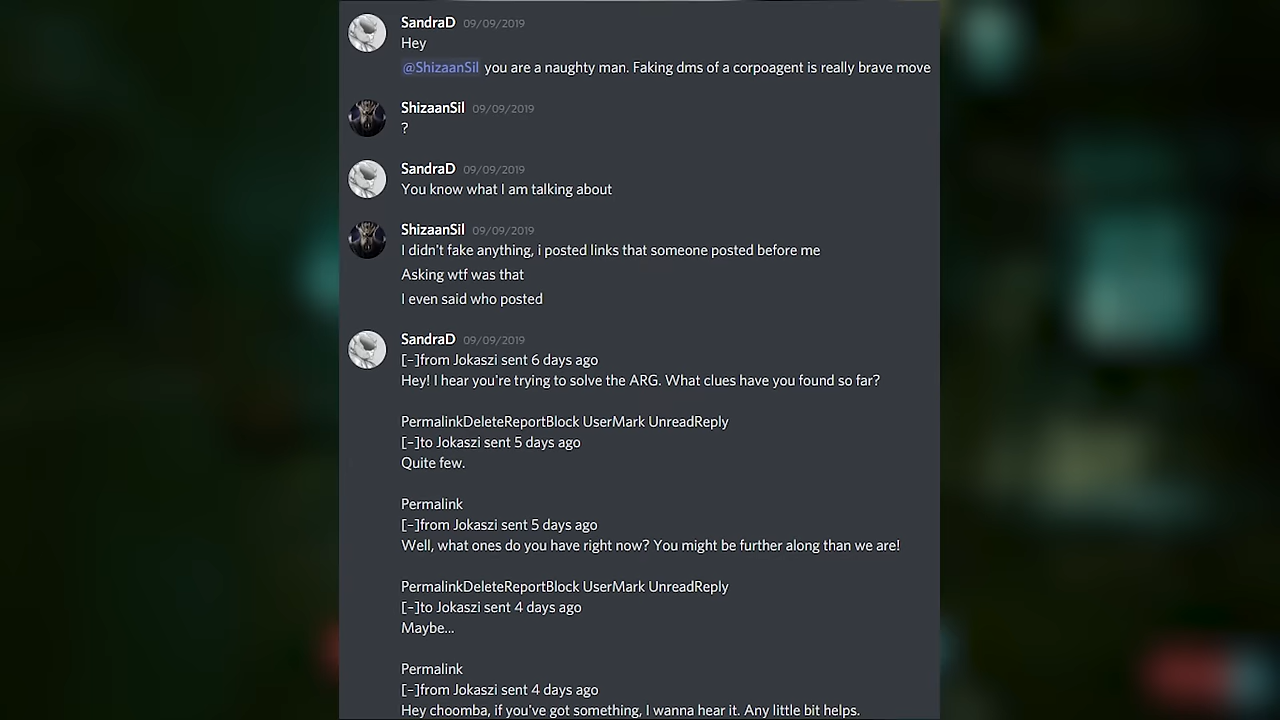 SandraD 09/09/2019
Hey
@ShizaanSil you are a naughty man. Faking dms of a corpoagent is really brave move
ShizaanSil 09/09/2019
?
SandraD 09/09/2019
You know what I am talking about
ShizaanSil 09/09/2019
I didn't fake anything, i posted links that someone posted before me
Asking wtf was that
I even said who posted
SandraD 09/09/2019
[–]from Jokaszi sent 6 days ago
Hey! I hear you're trying to solve the ARG. What clues have you found so far?
PermalinkDeleteReportBlock UserMark UnreadReply
[–]to Jokaszi sent 5 days ago
Quite few.
Permalink
[–]from Jokaszi sent 5 days ago
Well, what ones do you have right now? You might be further along than we are!
PermalinkDeleteReportBlock UserMark UnreadReply
[–]to Jokaszi sent 4 days ago
Maybe...
Permalink
[–]from Jokaszi sent 4 days ago
Hey choomba, if you've got something, I wanna hear it. Any little bit helps.